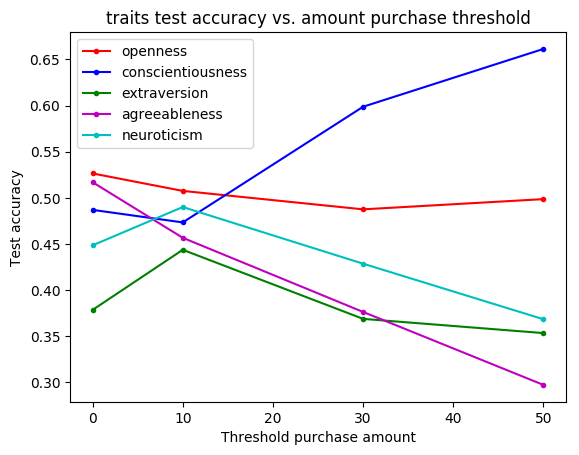 traits test accuracy vs. amount purchase threshold
openness
conscientiousness
extraversion
agreeableness
neuroticism
Test accuracy
0.65
0.60
0.55
0.50
0.45
0.40
0.35
0.30
0 10 20 30 40 50
Threshold purchase amount